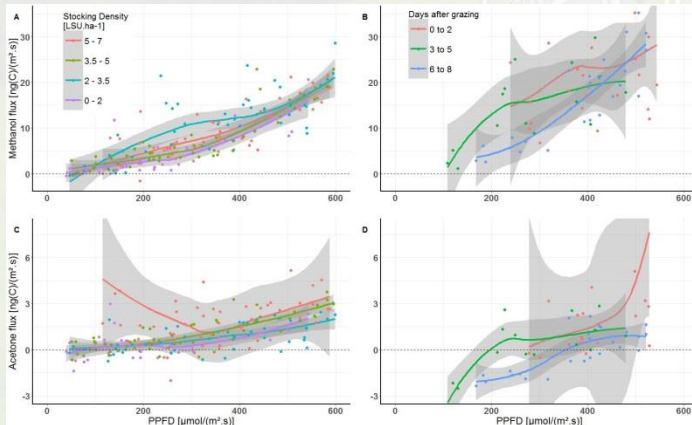 A
Stocking Density
[LSU.ha-1]
5 - 7
3.5 - 5
2 - 3.5
0 - 2
Methanol flux [ng(C)/(m².s)]
30
20
10
0
0
200
400
600
B
Days after grazing
0 to 2
3 to 5
6 to 8
**
30
20
10
0
0
200
400
600
C
Acetone flux [ng(C)/(m².s)]
6
3
0
-3
0
200
400
600
PPFD [µmol/(m².s)]
D
6
3
0
-3
0
200
400
600
PPFD [µmol/(m².s)]